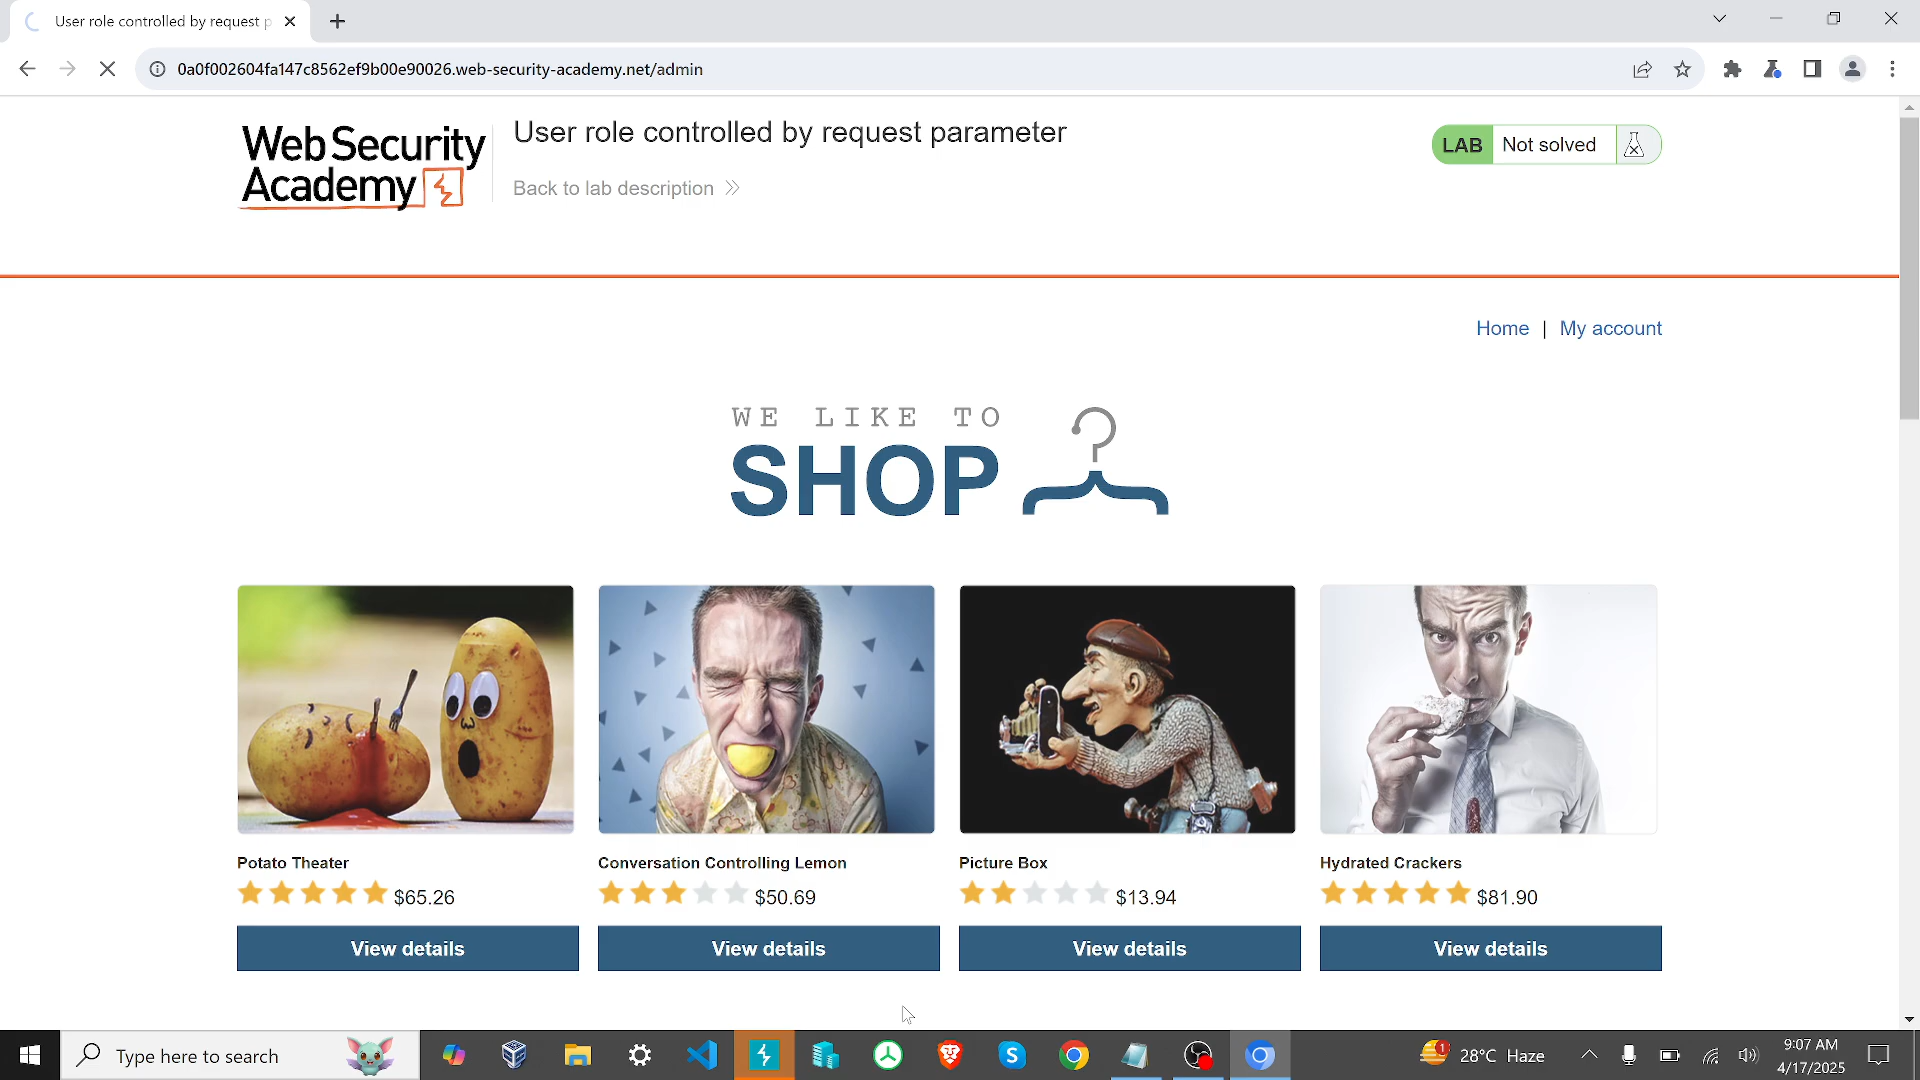 User role controlled by request p
0a0f002604fa147c8562ef9b00e90026.web-security-academy.net/admin
Web Security
Academy
User role controlled by request parameter
Back to lab description
LAB Not solved
Home | My account
WE LIKE TO
SHOP
Potato Theater
$65.26
View details
Conversation Controlling Lemon
$50.69
View details
Picture Box
$13.94
View details
Hydrated Crackers
$81.90
View details
Type here to search
S
1
28°C Haze
9:07 AM
4/17/2025